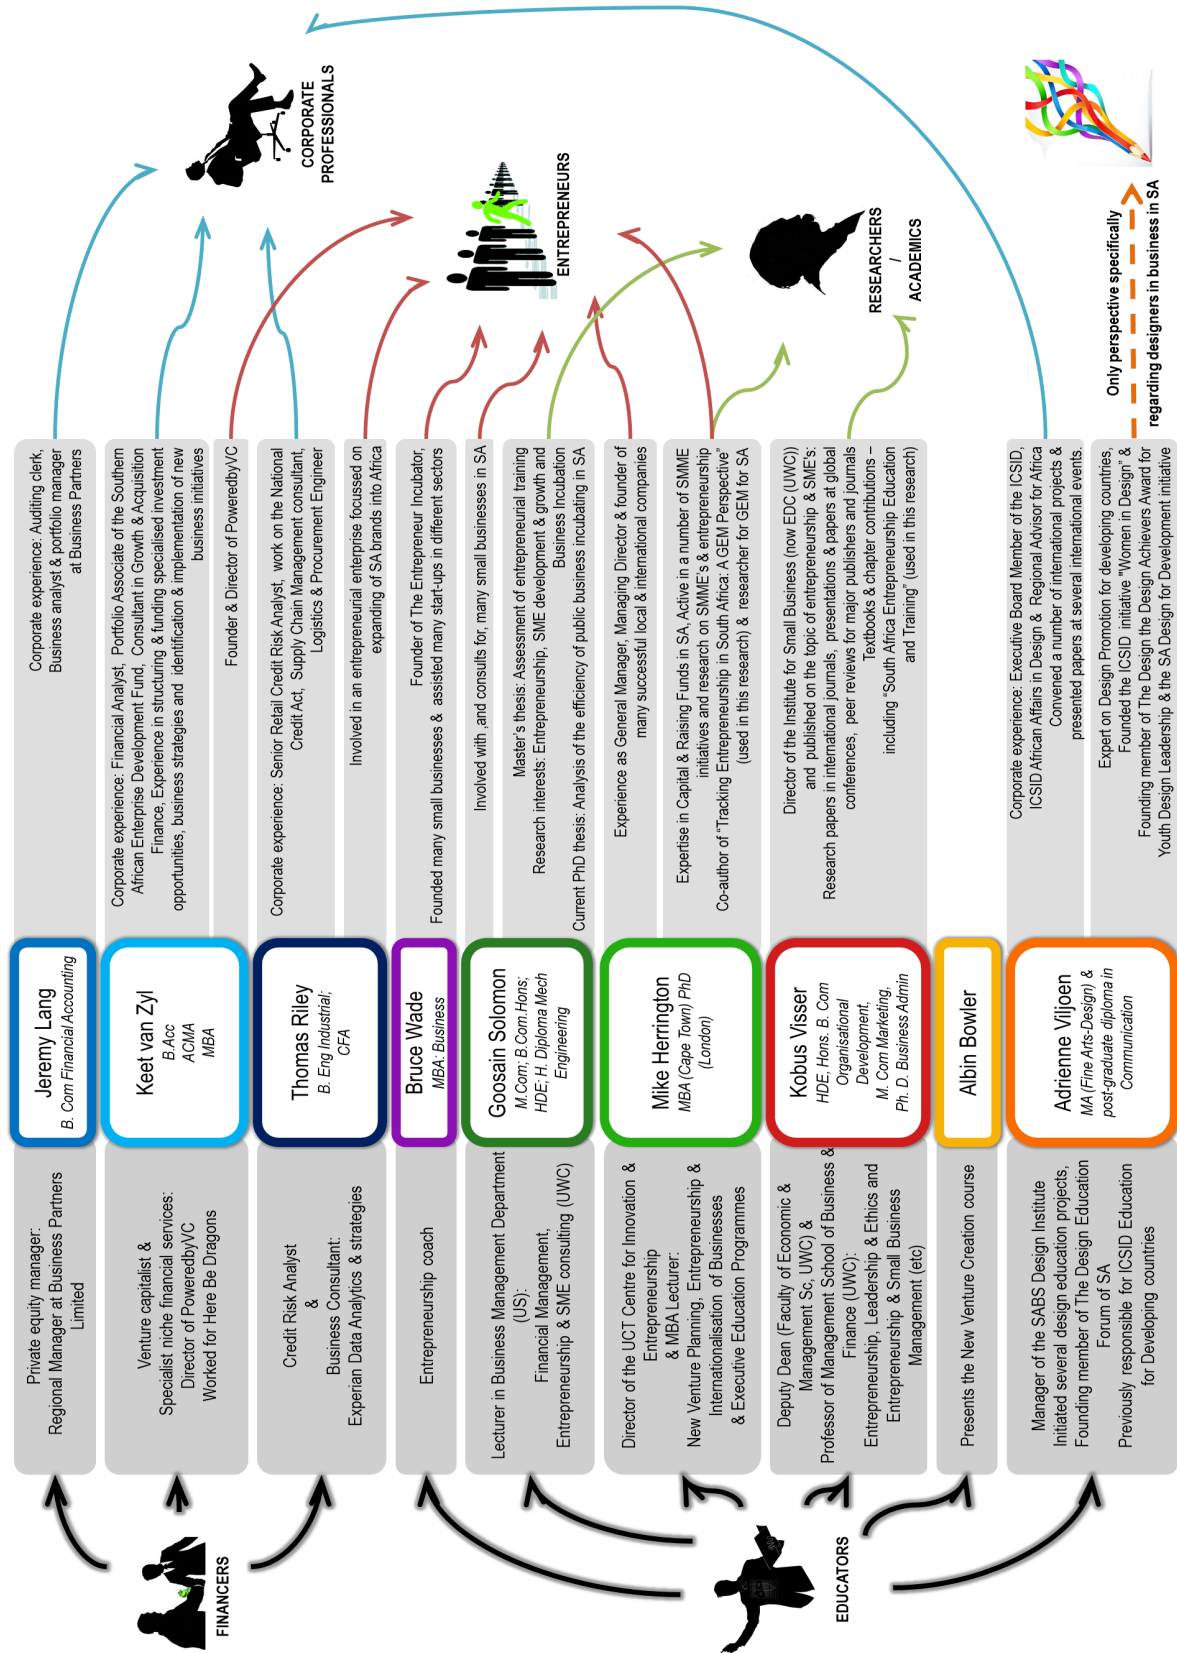 FINANCERS
EDUCATORS
Private equity manager:
Regional Manager at Business Partners
Limited
Jeremy Lang
B. Com Financial Accounting
Corporate experience: Auditing clerk,
Business analyst & portfolio manager
at Business Partners
Venture capitalist &
Specialist niche financial services:
Director of PoweredbyVC
Worked for Here Be Dragons
Keet van Zyl
B.Acc
ACMA
MBA
Corporate experience: Financial Analyst, Portfolio Associate of the Southern
African Enterprise Development Fund, Consultant in Growth & Acquisition
Finance, Experience in structuring & funding specialised investment
opportunities, business strategies and identification & implementation of new
business initiatives
Founder & Director of PoweredbyVC
Credit Risk Analyst
&
Business Consultant:
Experian Data Analytics & strategies
Thomas Riley
B. Eng Industrial;
CFA
Corporate experience: Senior Retail Credit Risk Analyst, work on the National
Credit Act, Supply Chain Management consultant,
Logistics & Procurement Engineer
Involved in an entrepreneurial enterprise focussed on
expanding of SA brands into Africa
Entrepreneurship coach
Bruce Wade
MBA: Business
Founder of The Entrepreneur Incubator,
Founded many small businesses & assisted many start-ups in different sectors
Lecturer in Business Management Department
(US):
Financial Management,
Entrepreneurship & SME consulting (UWC)
Goosain Solomon
M.Com; B.Com.Hons;
HDE; H. Diploma Mech
Engineering
Involved with ,and consults for, many small businesses in SA
Master's thesis: Assessment of entrepreneurial training
Research interests: Entrepreneurship, SME development & growth and
Business Incubation
Current PhD thesis: Analysis of the efficiency of public business incubating in SA
Director of the UCT Centre for Innovation &
Entrepreneurship
& MBA Lecturer:
New Venture Planning, Entrepreneurship &
Internationalisation of Businesses
& Executive Education Programmes
Mike Herrington
MBA (Cape Town) PhD
(London)
Experience as General Manager, Managing Director & founder of
many successful local & international companies
Expertise in Capital & Raising Funds in SA, Active in a number of SMME
initiatives and research on SMME's & entrepreneurship
Co-author of "Tracking Entrepreneurship in South Africa: A GEM Perspective"
(used in this research) & researcher for GEM for SA
Deputy Dean (Faculty of Economic &
Management Sc, UWC) &
Professor of Management School of Business &
Finance (UWC):
Entrepreneurship, Leadership & Ethics and
Entrepreneurship & Small Business
Management (etc)
Kobus Visser
HDE, Hons. B. Com
Organisational
Development,
M. Com Marketing,
Ph. D. Business Admin
Director of the Institute for Small Business (now EDC (UWC))
and published on the topic of entrepreneurship & SME's:
Research papers in international journals, presentations & papers at global
conferences, peer reviews for major publishers and journals
Textbooks & chapter contributions –
including "South Africa Entrepreneurship Education
and Training" (used in this research)
Presents the New Venture Creation course
Albin Bowler
Manager of the SABS Design Institute
Initiated several design education projects,
Founding member of The Design Education
Forum of SA
Previously responsible for ICSID Education
for Developing countries
Adrienne Viljoen
MA (Fine Arts-Design) &
post-graduate diploma in
Communication
Corporate experience: Executive Board Member of the ICSID,
ICSID African Affairs in Design & Regional Advisor for Africa
Convened a number of international projects &
presented papers at several international events.
Expert on Design Promotion for developing countries,
Founded the ICSID initiative "Women in Design" &
Founding member of The Design Achievers Award for
Youth Design Leadership & the SA Design for Development initiative
CORPORATE
PROFESSIONALS
ENTREPRENEURS
RESEARCHERS
/
ACADEMICS
Only perspective specifically
regarding designers in business in SA